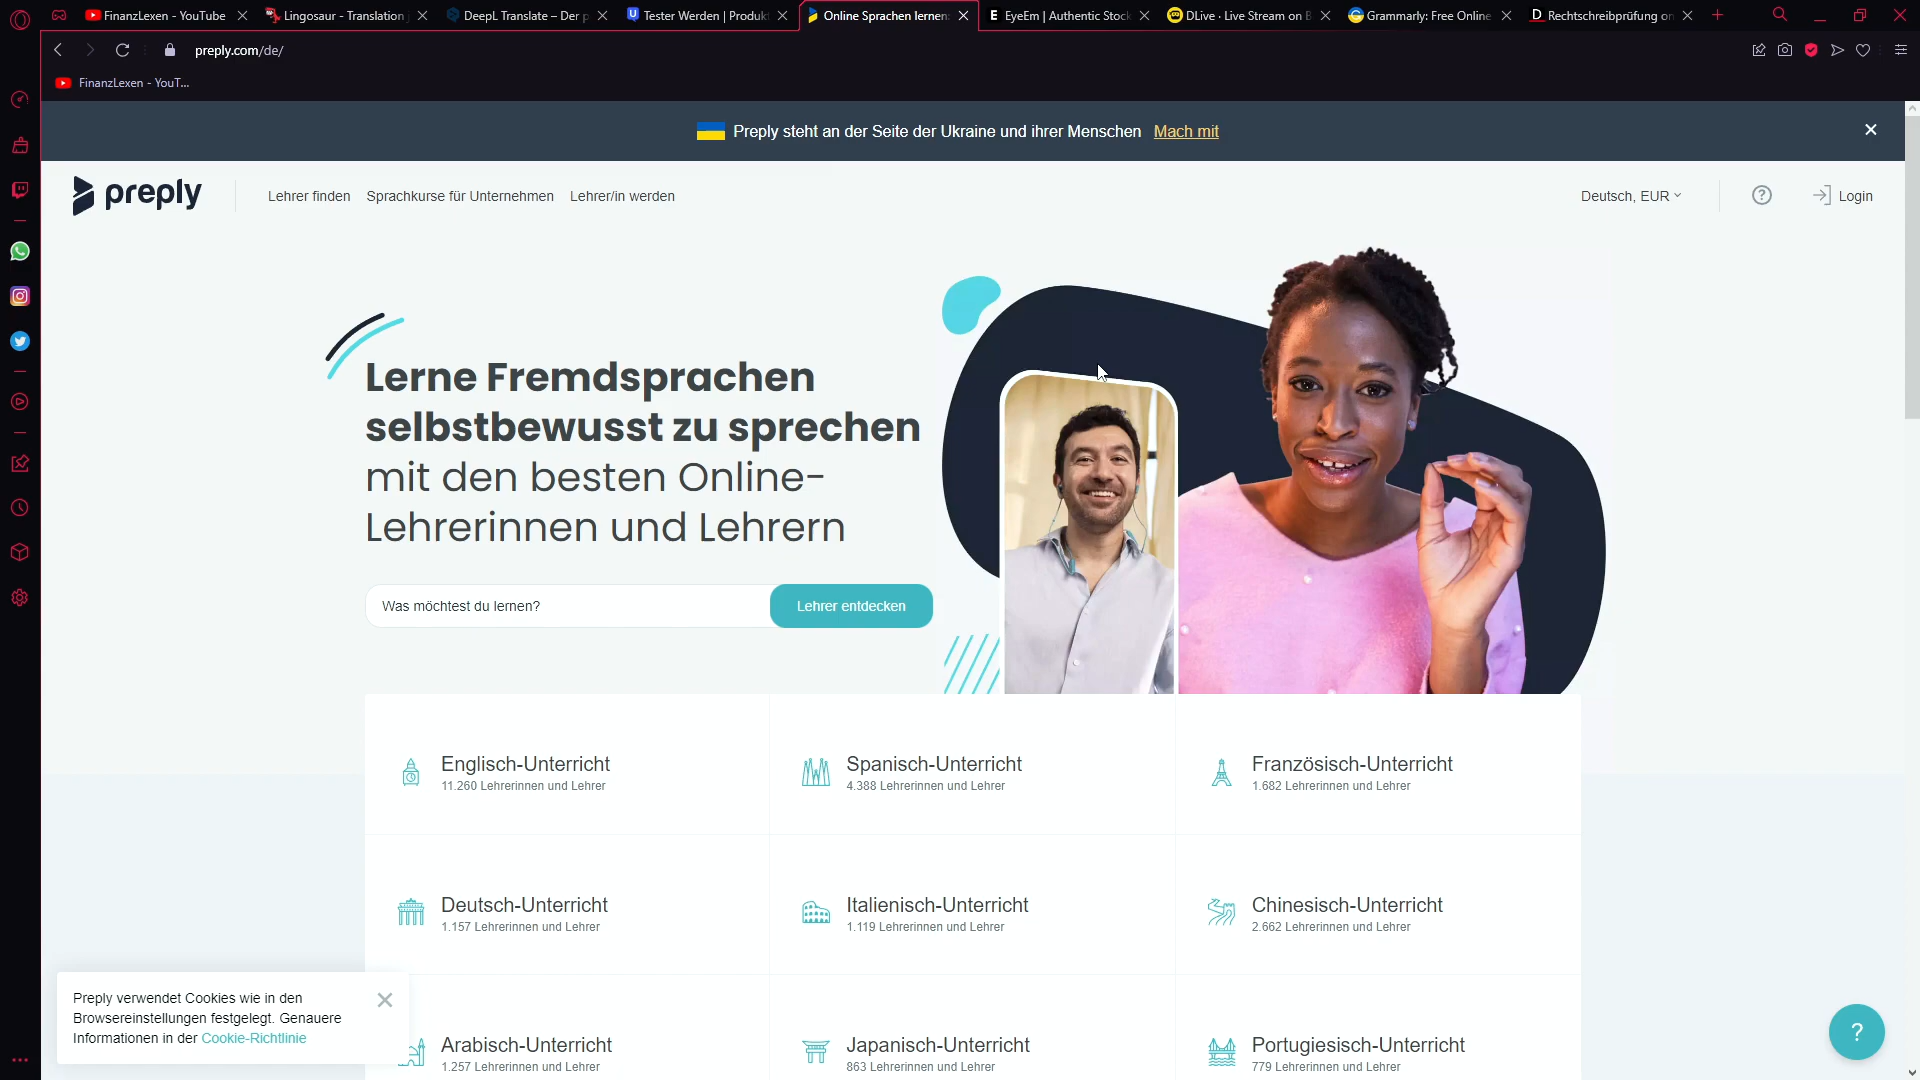 FinanzLexen - YouTube
Lingosaur - Translation
DeepL Translate – Der p
Tester Werden | Produk
Online Sprachen lernen:
EyeEm | Authentic Stock
DLive · Live Stream on B
Grammarly: Free Online
Rechtschreibprüfung on
preply.com/de/
FinanzLexen - YouT...
Preply steht an der Seite der Ukraine und ihrer Menschen Mach mit
preply
Lehrer finden
Sprachkurse für Unternehmen
Lehrer/in werden
Deutsch, EUR
Login
Lerne Fremdsprachen
selbstbewusst zu sprechen
mit den besten Online-
Lehrerinnen und Lehrern
Was möchtest du lernen?
Lehrer entdecken
Englisch-Unterricht
11.260 Lehrerinnen und Lehrer
Spanisch-Unterricht
4.388 Lehrerinnen und Lehrer
Französisch-Unterricht
1.682 Lehrerinnen und Lehrer
Deutsch-Unterricht
1.157 Lehrerinnen und Lehrer
Italienisch-Unterricht
1.119 Lehrerinnen und Lehrer
Chinesisch-Unterricht
2.662 Lehrerinnen und Lehrer
Arabisch-Unterricht
1.257 Lehrerinnen und Lehrer
Japanisch-Unterricht
863 Lehrerinnen und Lehrer
Portugiesisch-Unterricht
779 Lehrerinnen und Lehrer
Preply verwendet Cookies wie in den
Browsereinstellungen festgelegt. Genauere
Informationen in der Cookie-Richtlinie
?